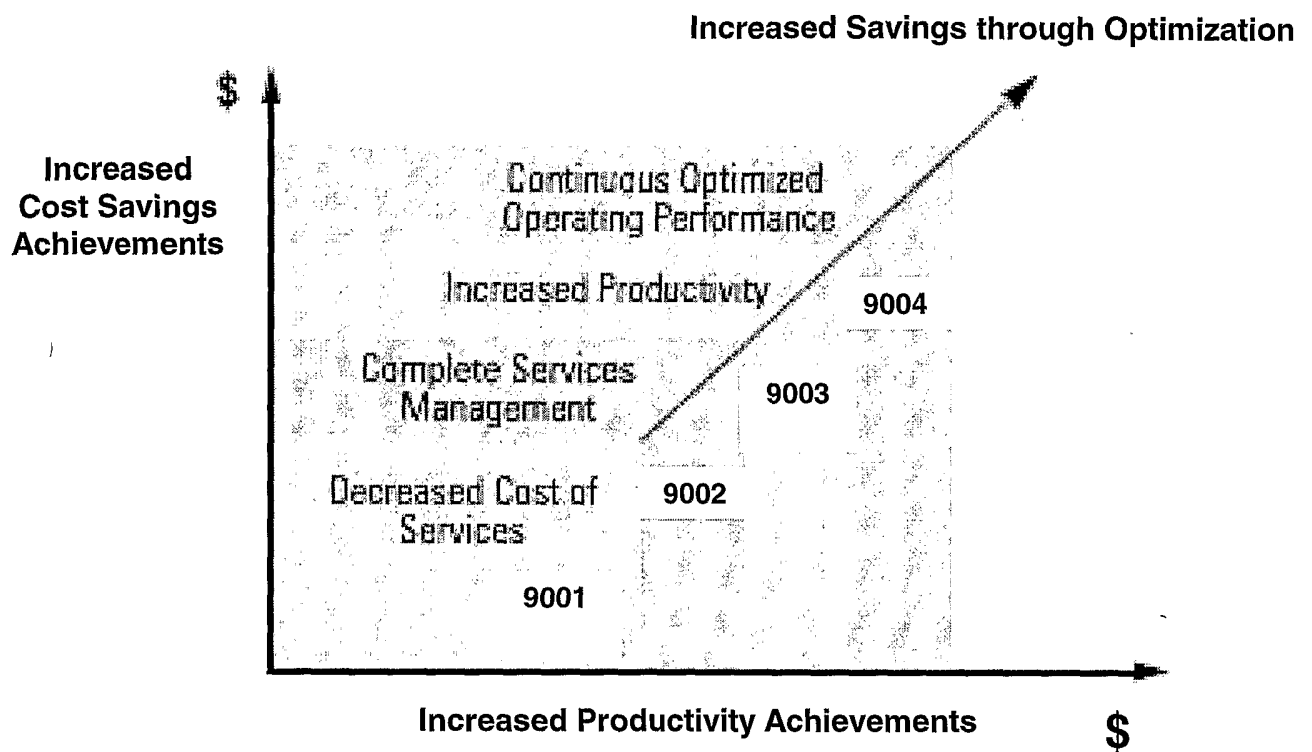 Increased Savings through Optimization
$
Increased
Cost Savings
Achievements
Continuous Optimized
Operating Performance
Increased Productivity
9004
Complete Services
Management
9003
Decreased Cost of
Services
9002
9001
Increased Productivity Achievements
$